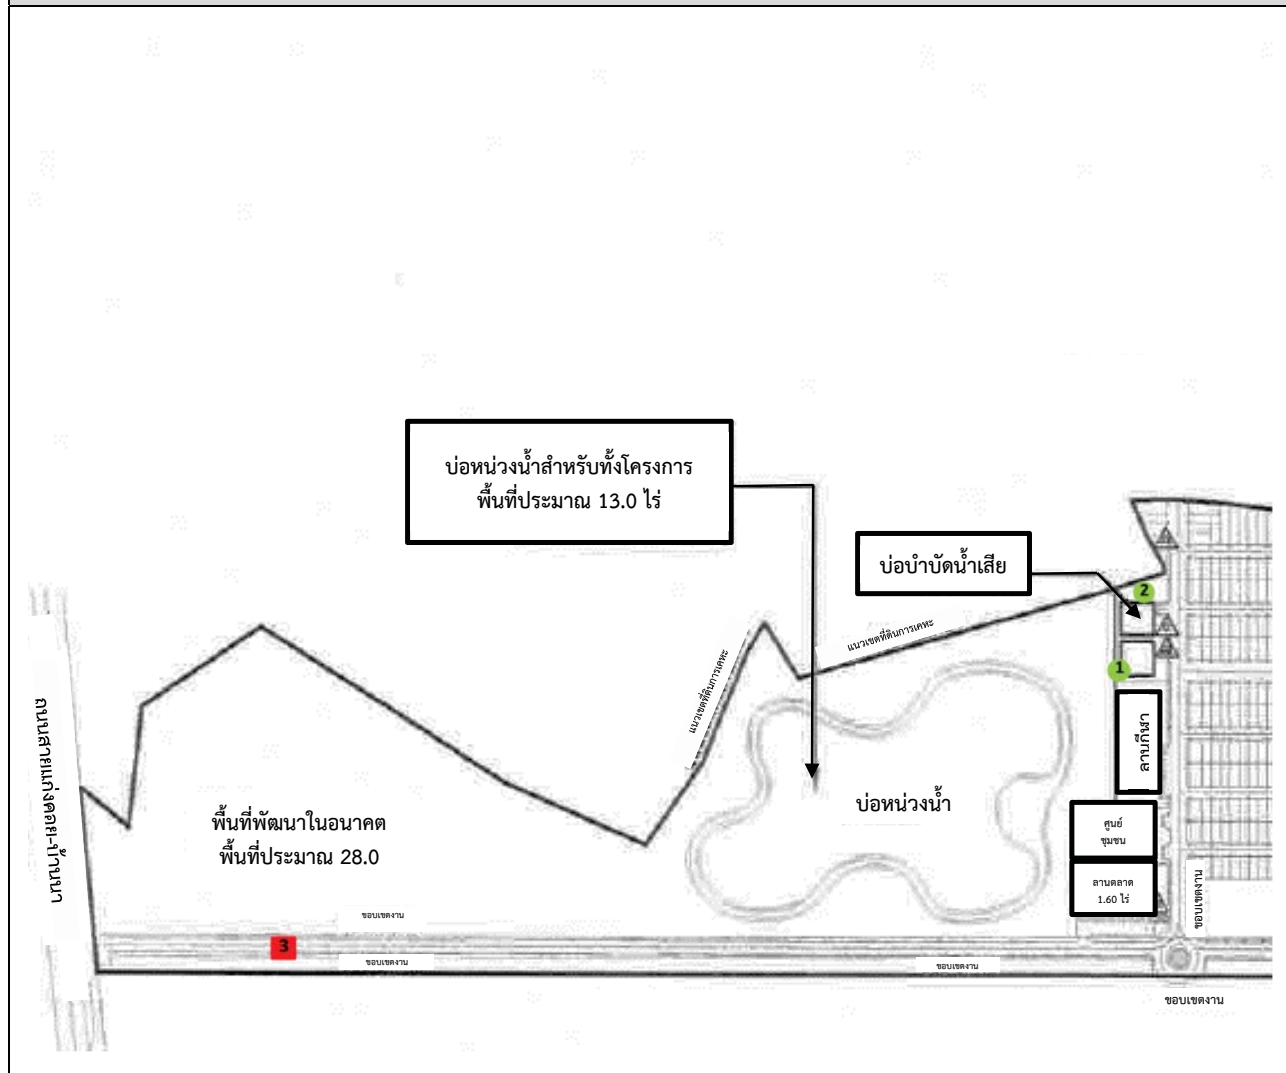 บ่อหน่วงน้ำสำหรับทั้งโครงการ
พื้นที่ประมาณ 13.0 ไร่
บ่อบำบัดน้ำเสีย
2
1
แนวเขตที่ดินการเคหะ
แนวเขตที่ดินการเคหะ
ถนนสายแก่งคอย-บ้านนา
ลานกีฬา
บ่อหน่วงน้ำ
พื้นที่พัฒนาในอนาคต
พื้นที่ประมาณ 28.0
ศูนย์
ชุมชน
ลานตลาด
1.60 ไร่
ขอบเขตงาน
ขอบเขตงาน
3
ขอบเขตงาน
ขอบเขตงาน
ขอบเขตงาน